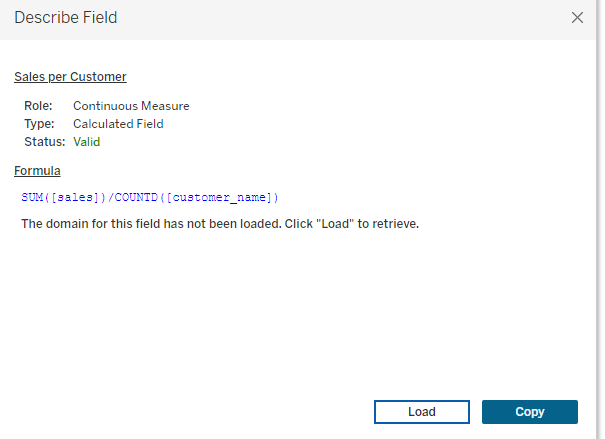 Describe Field
Sales per Customer
Role: Continuous Measure
Type: Calculated Field
Status: Valid
Formula
SUM([sales])/COUNTD([customer_name])
The domain for this field has not been loaded. Click "Load" to retrieve.
Load Copy